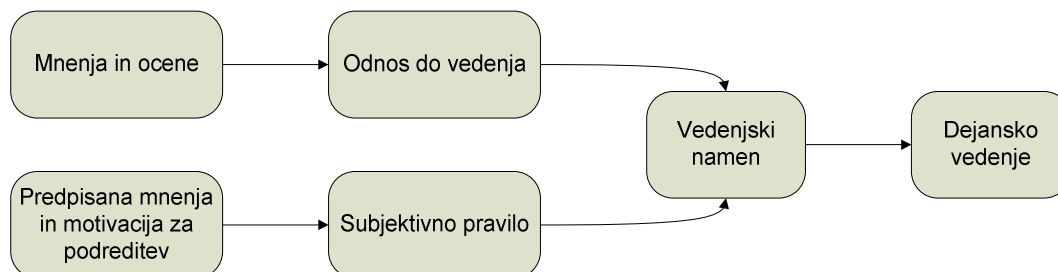 Mnenja in ocene
Odnos do vedenja
Vedenjski
namen
Dejansko
vedenje
Predpisana mnenja
in motivacija za
podreditev
Subjektivno pravilo